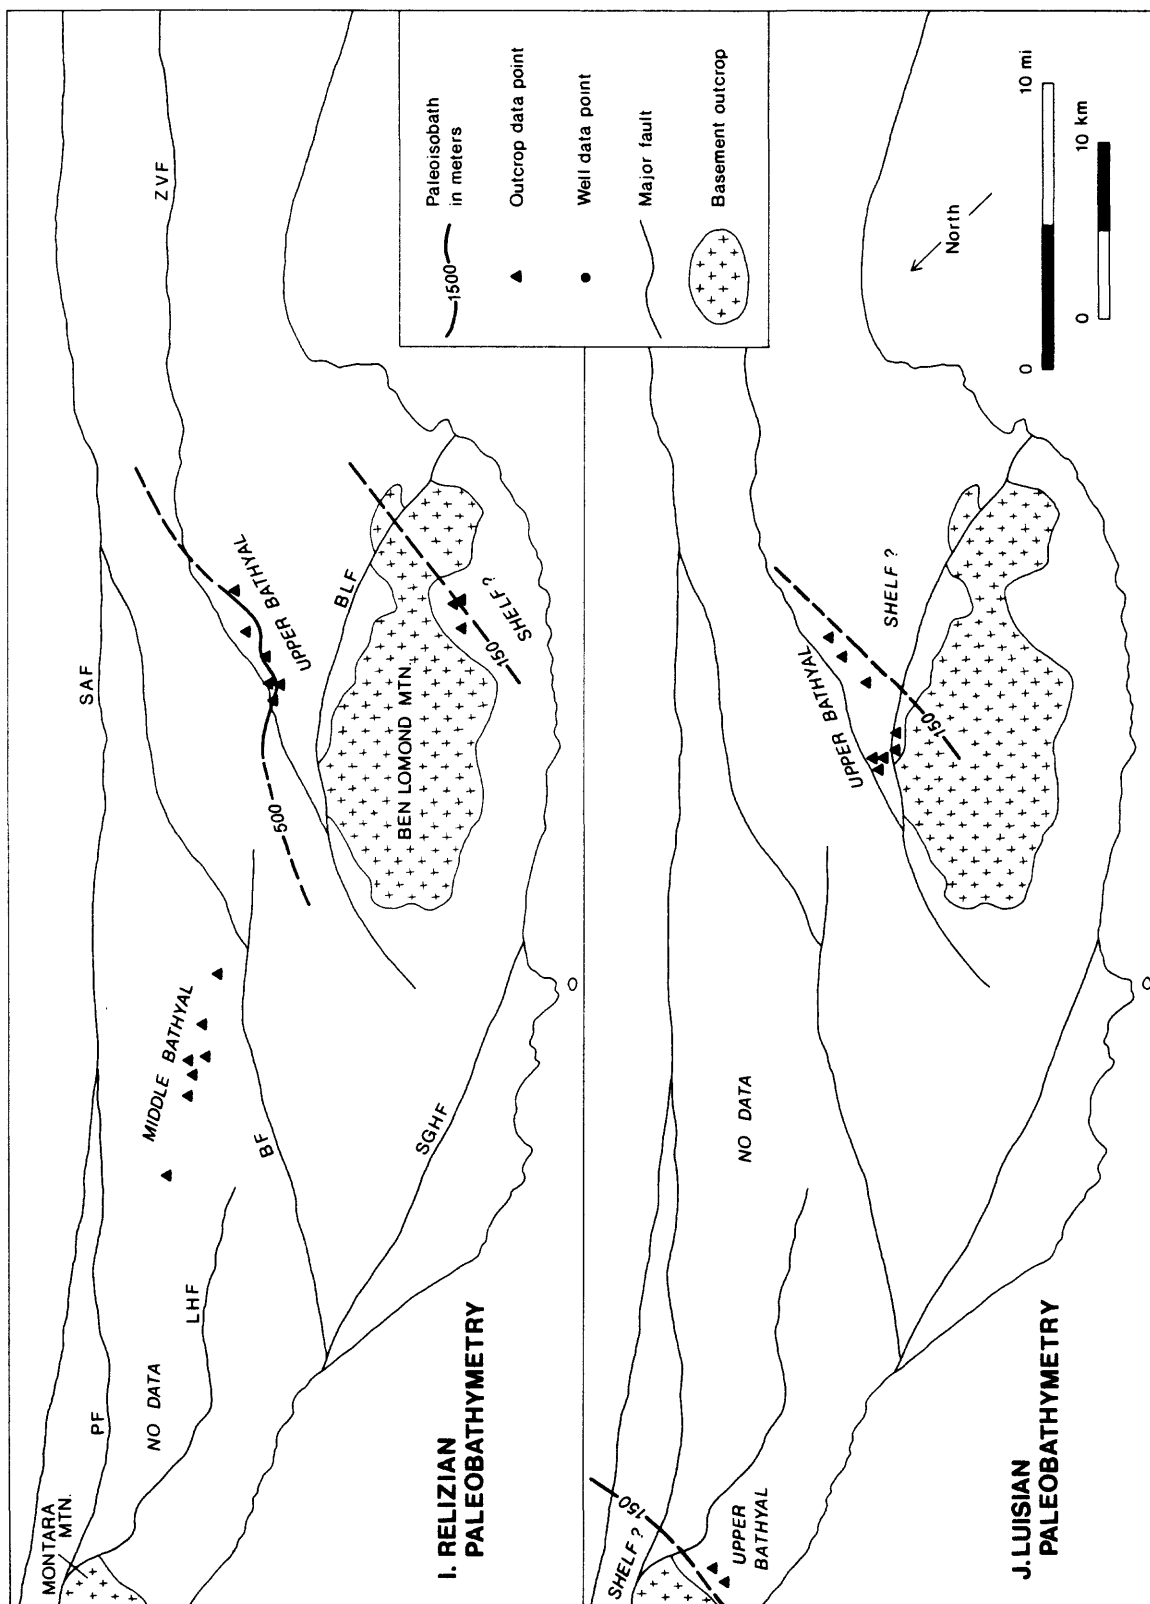 MONTARA
MTN.
PF
NO DATA
LHF
MIDDLE BATHYAL
BF
SGHF
SAF
500
UPPER BATHYAL
BLF
BEN LOMOND MTN.
150
SHELF?
ZVF
I. RELIZIAN
PALEOBATHYMETRY
1500
Paleoisobath
in meters
Outcrop data point
Well data point
Major fault
Basement outcrop
SHELF?
150
UPPER
BATHYAL
NO DATA
UPPER BATHYAL
150
SHELF ?
North
0 10 mi
0 10 km
J. LUISIAN
PALEOBATHYMETRY